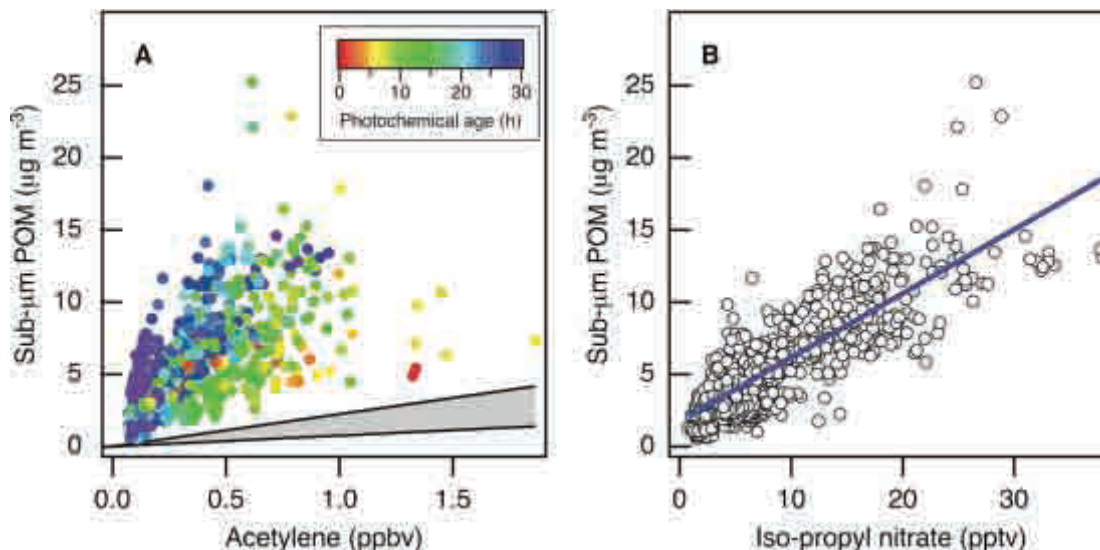 A
0 10 20 30
Photochemical age (h)
25
20
15
10
5
0
Sub-μm POM (μg m-3)
0.0 0.5 1.0 1.5
Acetylene (ppbv)
B
25
20
15
10
5
0
Sub-μm POM (μg m-3)
0 10 20 30
Iso-propyl nitrate (pptv)